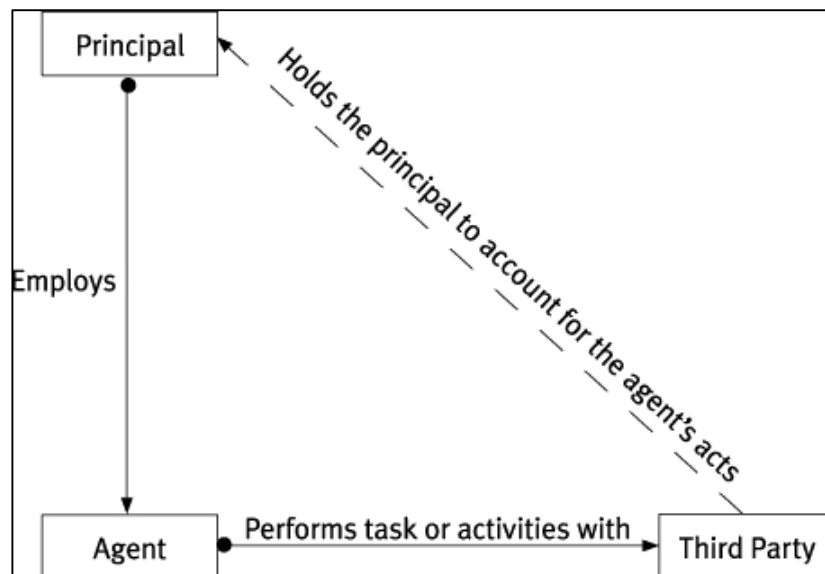 Principal
Holds the principal to account for the agent's acts
Employs
Agent
Performs task or activities with
Third Party